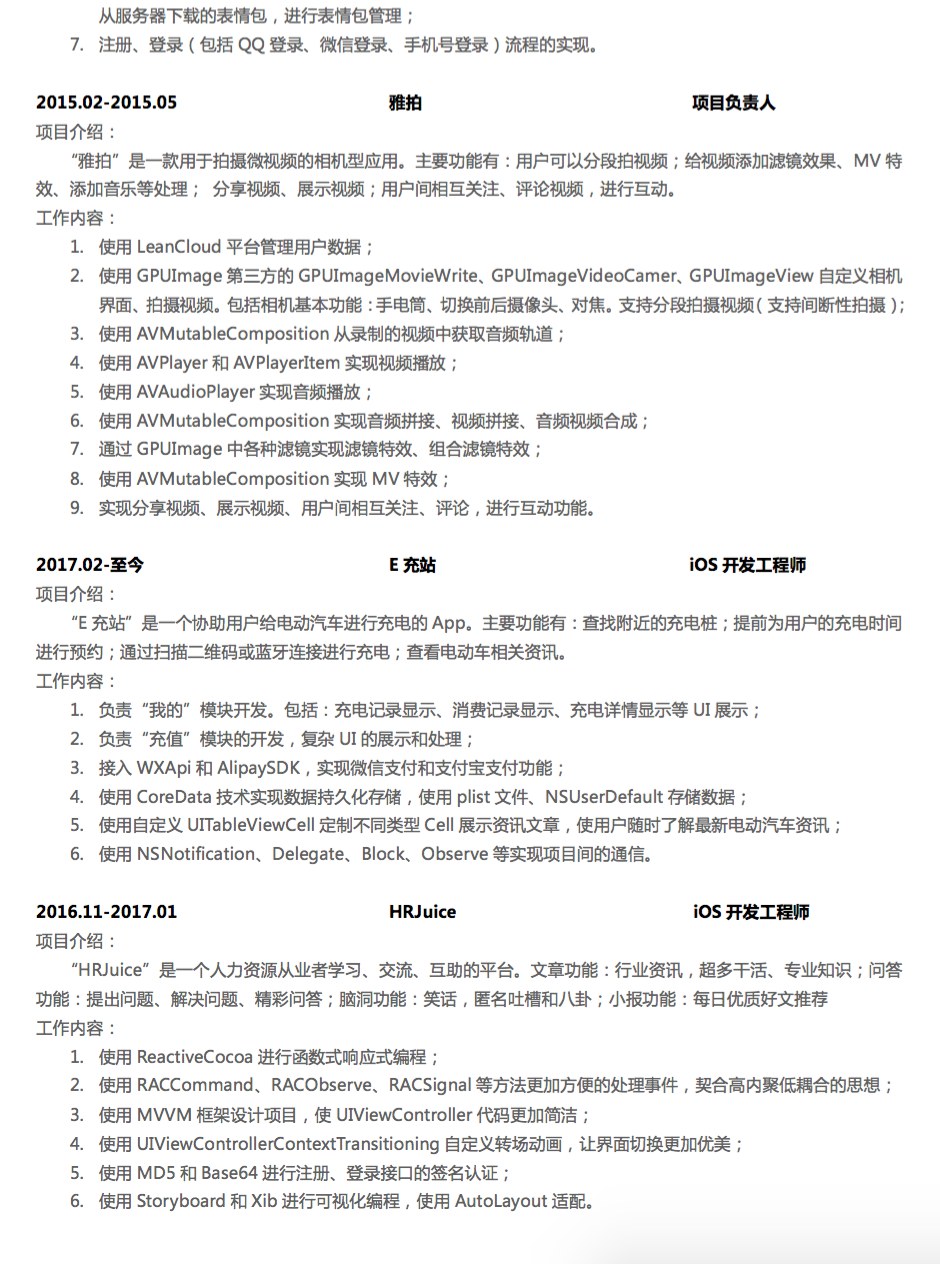 从服务器下载的表情包，进行表情包管理；
7. 注册、登录（包括 QQ 登录、微信登录、手机号登录）流程的实现。
2015.02-2015.05 雅拍 项目负责人
项目介绍：
“雅拍”是一款用于拍摄微视频的相机型应用。主要功能有：用户可以分段拍视频；给视频添加滤镜效果、MV 特
效、添加音乐等处理； 分享视频、展示视频；用户间相互关注、评论视频，进行互动。
工作内容：
1. 使用 LeanCloud 平台管理用户数据；
2. 使用 GPUImage 第三方的 GPUImageMovieWrite、GPUImageVideoCamer、GPUImageView 自定义相机
界面、拍摄视频。包括相机基本功能：手电筒、切换前后摄像头、对焦。支持分段拍摄视频（支持间断性拍摄）；
3. 使用 AVMutableComposition 从录制的视频中获取音频轨道；
4. 使用 AVPlayer 和 AVPlayerItem 实现视频播放；
5. 使用 AVAudioPlayer 实现音频播放；
6. 使用 AVMutableComposition 实现音频拼接、视频拼接、音频视频合成；
7. 通过 GPUImage 中各种滤镜实现滤镜特效、组合滤镜特效；
8. 使用 AVMutableComposition 实现 MV 特效；
9. 实现分享视频、展示视频、用户间相互关注、评论，进行互动功能。
2017.02-至今 E 充站 iOS 开发工程师
项目介绍：
“E 充站”是一个协助用户给电动汽车进行充电的 App。主要功能有：查找附近的充电桩；提前为用户的充电时间
进行预约；通过扫描二维码或蓝牙连接进行充电；查看电动车相关资讯。
工作内容：
1. 负责“我的”模块开发。包括：充电记录显示、消费记录显示、充电详情显示等 UI 展示；
2. 负责“充值”模块的开发，复杂 UI 的展示和处理；
3. 接入 WXApi 和 AlipaySDK，实现微信支付和支付宝支付功能；
4. 使用 CoreData 技术实现数据持久化存储，使用 plist 文件、NSUserDefault 存储数据；
5. 使用自定义 UITableViewCell 定制不同类型 Cell 展示资讯文章，使用户随时了解最新电动汽车资讯；
6. 使用 NSNotification、Delegate、Block、Observe 等实现项目间的通信。
2016.11-2017.01 HRJuice iOS 开发工程师
项目介绍：
“HRJuice”是一个人力资源从业者学习、交流、互助的平台。文章功能：行业资讯，超多干活、专业知识；问答
功能：提出问题、解决问题、精彩问答；脑洞功能：笑话，匿名吐槽和八卦；小报功能：每日优质好文推荐
工作内容：
1. 使用 ReactiveCocoa 进行函数式响应式编程；
2. 使用 RACCommand、RACObserve、RACSignal 等方法更加方便的处理事件，契合高内聚低耦合的思想；
3. 使用 MVVM 框架设计项目，使 UIViewController 代码更加简洁；
4. 使用 UIViewControllerContextTransitioning 自定义转场动画，让界面切换更加优美；
5. 使用 MD5 和 Base64 进行注册、登录接口的签名认证；
6. 使用 Storyboard 和 Xib 进行可视化编程，使用 AutoLayout 适配。